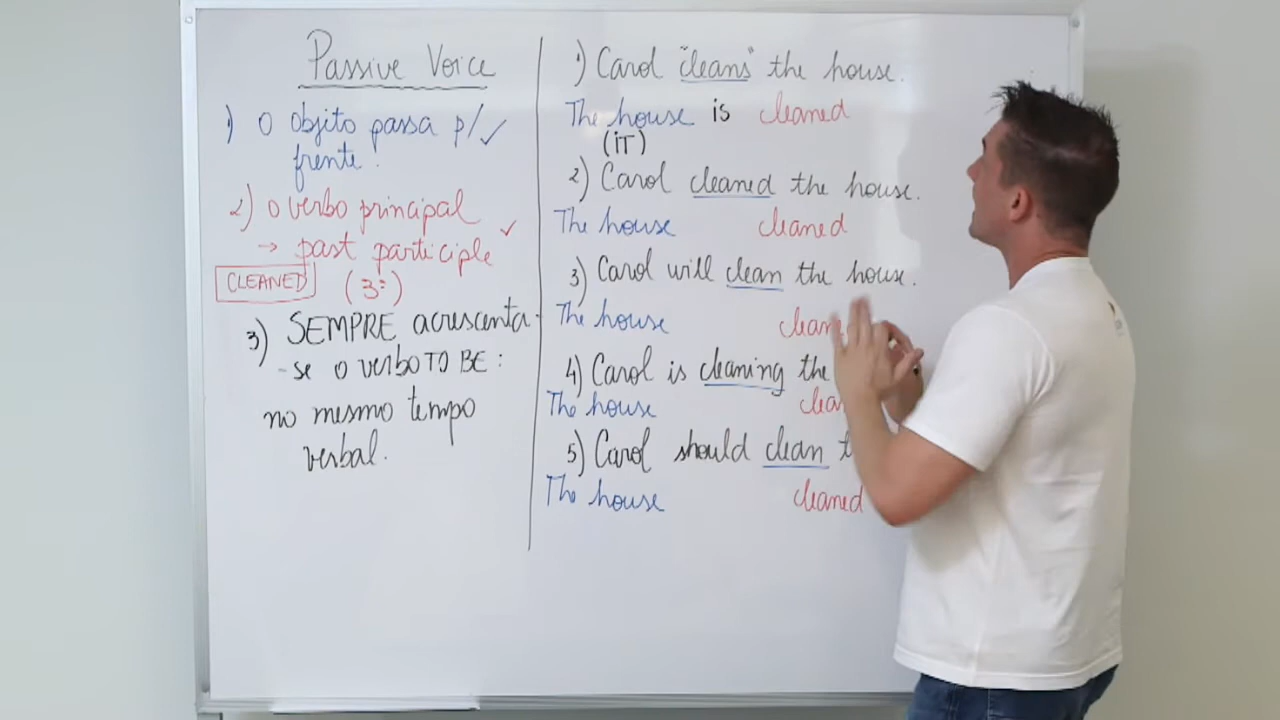 Passive Voice
1) O objito passa p/ ✓
frente.
2) o verbo principal
→ past participle ✓
CLEANED (3ª)
3) SEMPRE acrescenta-
-se o verbo TO BE:
no mesmo tempo
verbal.
1) Carol "cleans" the house.
The house is cleaned
(iT)
2) Carol cleaned the house.
The house cleaned
3) Carol will clean the house.
The house
4) Carol is cleaning the
The house
5) Carol should clean
The house cleaned